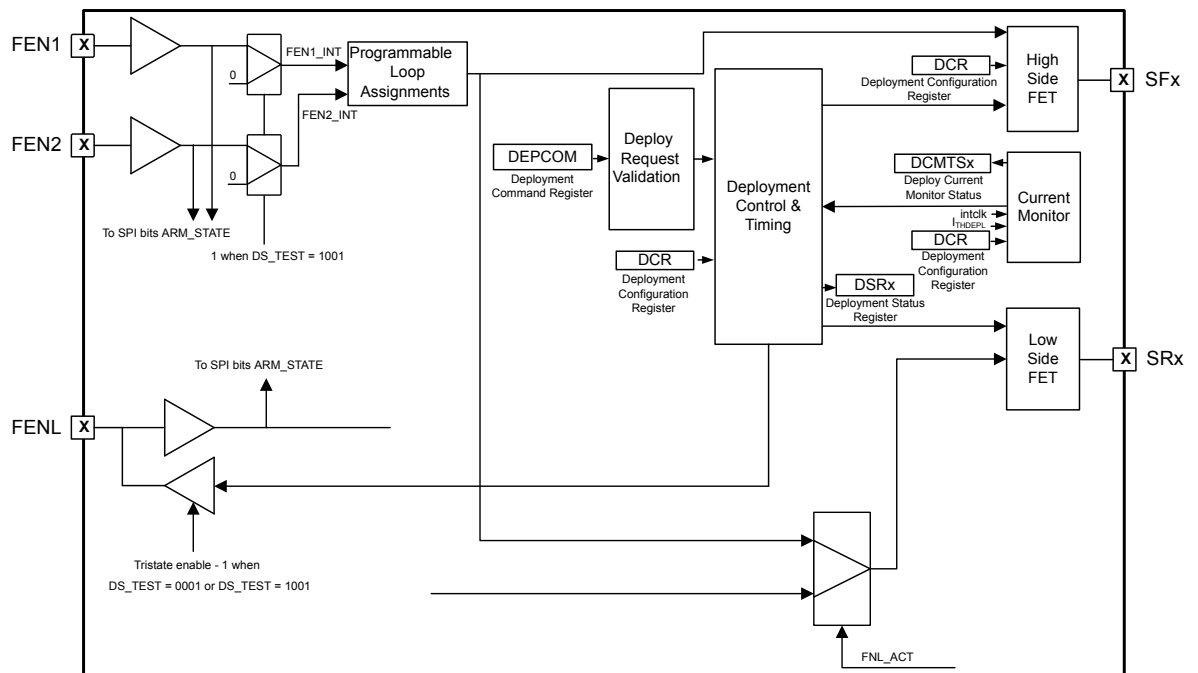 FEN1
X
0
FEN1_INT
Programmable
Loop
Assignments
FEN2_INT
FEN2
X
0
To SPI bits ARM_STATE
1 when DS_TEST = 1001
DEPCOM
Deployment
Command Register
Deploy
Request
Validation
DCR
Deployment
Configuration
Register
Deployment
Control &
Timing
DCR
Deployment Configuration
Register
High
Side
FET
X
SFx
DCMTSx
Deploy Current
Monitor Status
intclk
ITHDEPL
DCR
Deployment
Configuration
Register
Current
Monitor
DSRx
Deployment Status
Register
Low
Side
FET
X
SRx
To SPI bits ARM_STATE
FENL
X
Tristate enable - 1 when
DS_TEST = 0001 or DS_TEST = 1001
FNL_ACT